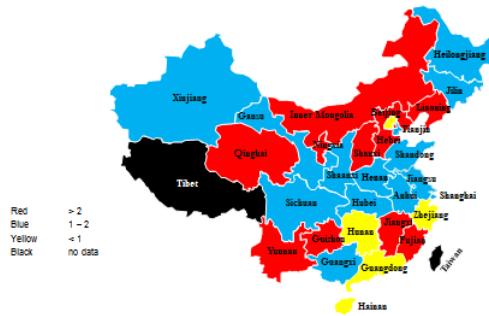 Heilongjiang
Jilin
Xinjiang
Gansu
Inner Mongolia
Beijing
Liaoning
Tianjin
Hebei
Ningxia
Shanxi
Qinghai
Shandong
Shaanxi
Henan
Jiangsu
Tibet
Anhui
Shanghai
Sichuan
Hubei
Zhejiang
Red > 2
Blue 1 – 2
Yellow < 1
Black no data
Hunan
Jiangxi
Guizhou
Fujian
Yunnan
Guangxi
Guangdong
Taiwan
Hainan